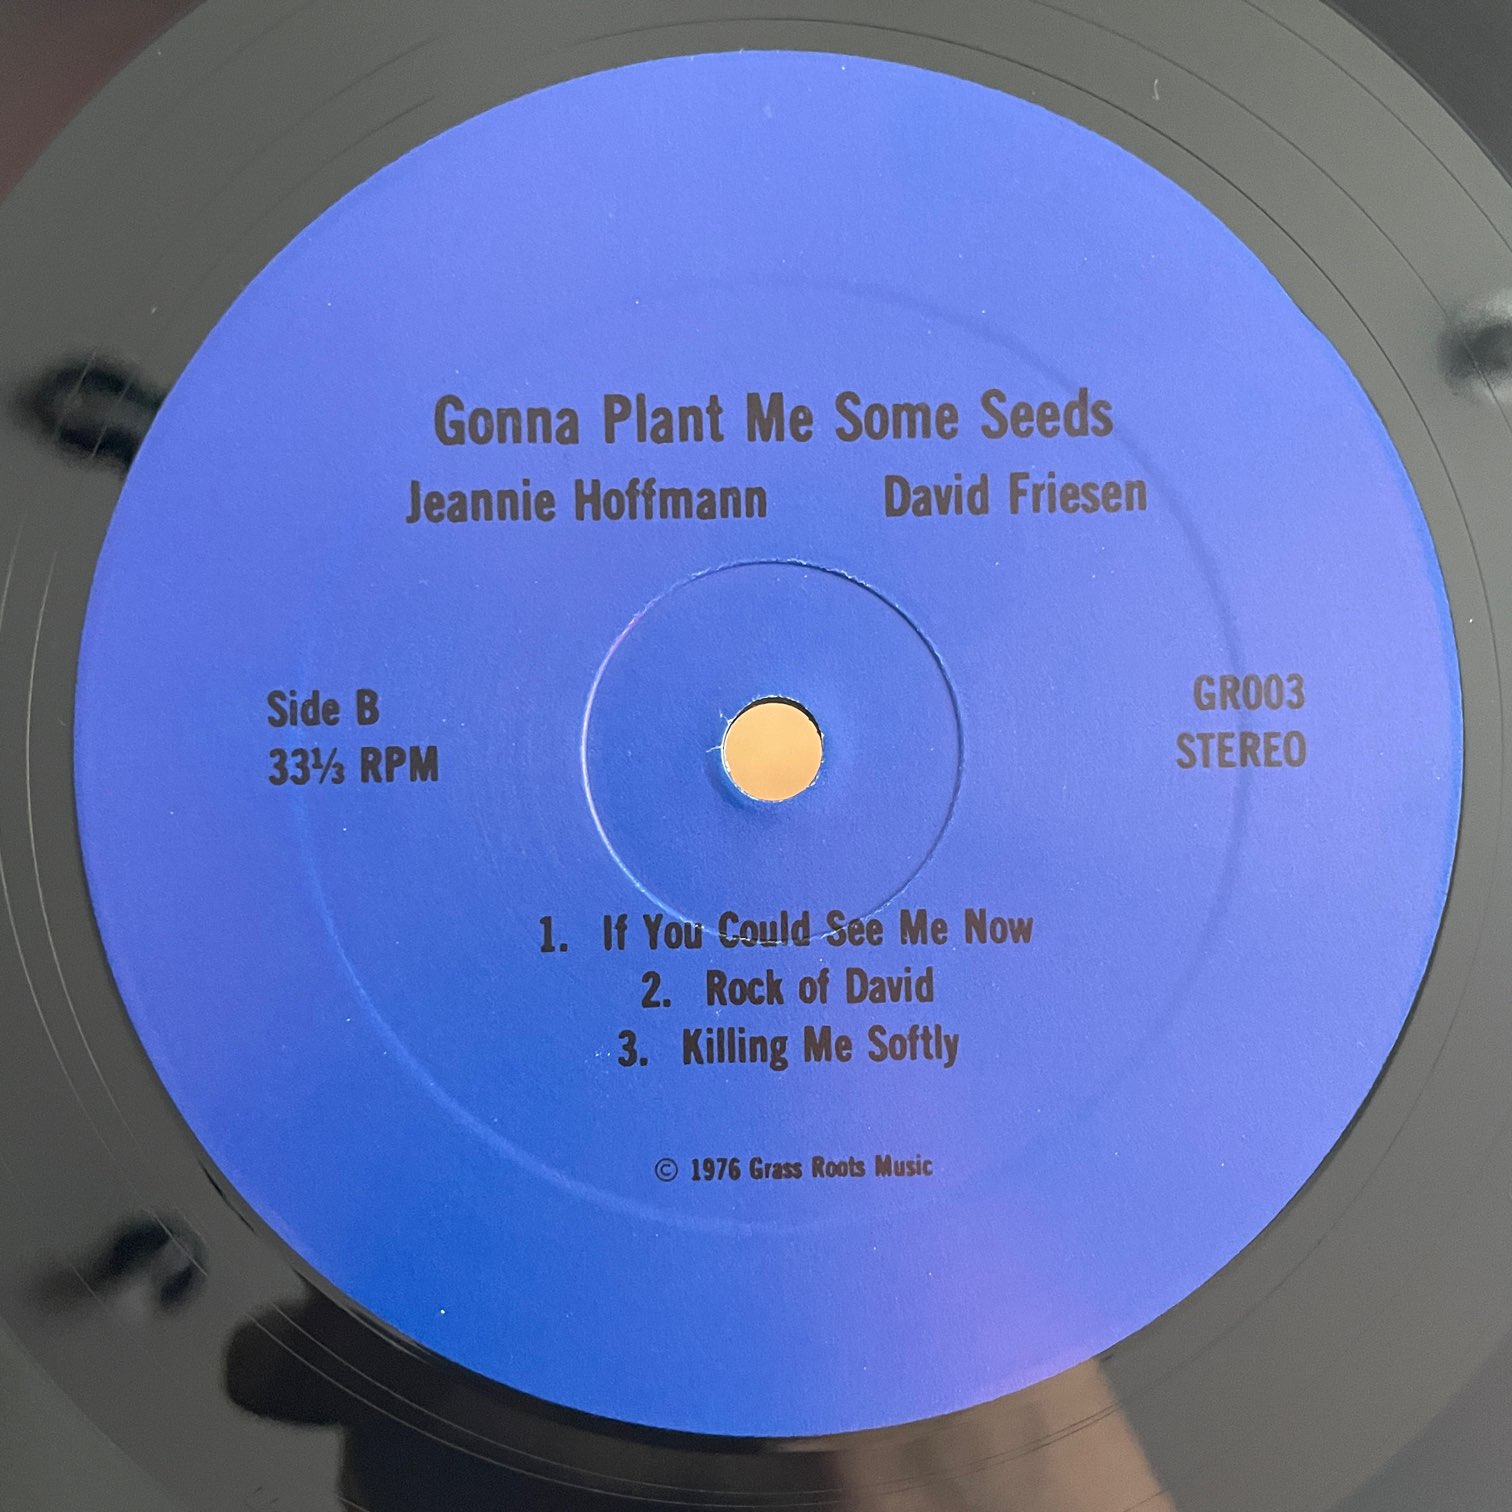 Gonna Plant Me Some Seeds
Jeannie Hoffmann David Friesen
Side B
33⅓ RPM
GR003
STEREO
1. If You Could See Me Now
2. Rock of David
3. Killing Me Softly
© 1976 Grass Roots Music